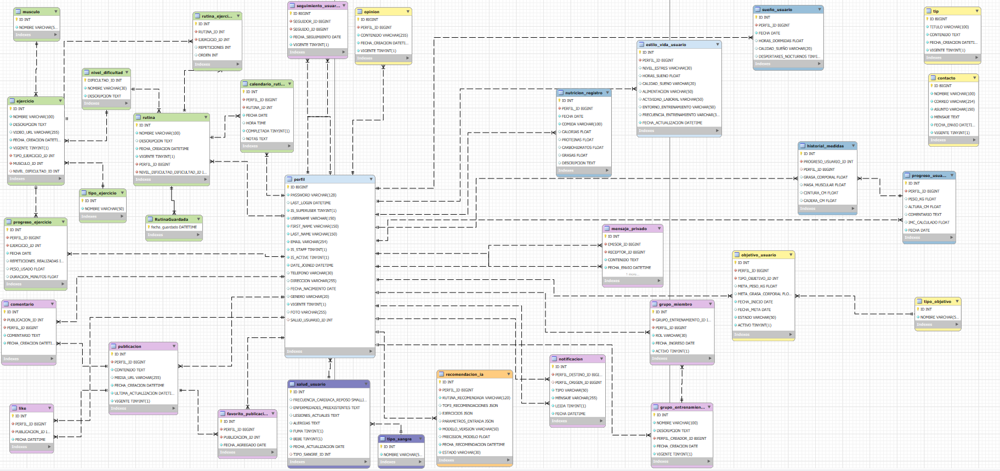 musculo
ID INT
NOMBRE VARCHAR(5...
Indexes
rutina_ejerci...
ID INT
RUTINA_ID INT
EJERCICIO_ID INT
REPETICIONES INT
ORDEN INT
Indexes
seguimiento_usuar...
ID BIGINT
SEGUIDOR_ID BIGINT
SEGUIDO_ID BIGINT
FECHA_SEGUIMIENTO DATE
VIGENTE TINYINT(1)
Indexes
opinion
ID BIGINT
PERFIL_ID BIGINT
CONTENIDO VARCHAR(255)
FECHA_CREACION DATETI...
VIGENTE TINYINT(1)
Indexes
estilo_vida_usuario
ID INT
PERFIL_ID BIGINT
NIVEL_ESTRES VARCHAR(30)
HORAS_SUENO FLOAT
CALIDAD_SUENO VARCHAR(20)
ALIMENTACION VARCHAR(50)
ACTIVIDAD_LABORAL VARCHAR(50)
ENTORNO_ENTRENAMIENTO VARCHAR(50)
FRECUENCIA_ENTRENAMIENTO VARCHAR(3...
FECHA_ACTUALIZACION DATETIME
Indexes
sueño_usuario
ID INT
PERFIL_ID BIGINT
FECHA DATE
HORAS_DORMIDAS FLOAT
CALIDAD_SUEÑO VARCHAR(20)
DESPERTARES_NOCTURNOS TINYI...
Indexes
tip
ID BIGINT
TITULO VARCHAR(100)
CONTENIDO TEXT
FECHA_CREACION DATETI...
VIGENTE TINYINT(1)
Indexes
contacto
ID BIGINT
NOMBRE VARCHAR(100)
CORREO VARCHAR(254)
ASUNTO VARCHAR(150)
MENSAJE TEXT
FECHA_ENVIO DATETI...
VIGENTE TINYINT(1)
Indexes
nivel_dificultad
DIFICULTAD_ID INT
NOMBRE VARCHAR(30)
DESCRIPCION TEXT
Indexes
calendario_ruti...
ID INT
PERFIL_ID BIGINT
RUTINA_ID INT
FECHA DATE
HORA TIME
COMPLETADA TINYINT(1)
NOTAS TEXT
Indexes
nutricion_registro
ID INT
PERFIL_ID BIGINT
FECHA DATE
COMIDA VARCHAR(100)
CALORIAS FLOAT
PROTEINAS FLOAT
CARBOHIDRATOS FLOAT
GRASAS FLOAT
DESCRIPCION TEXT
Indexes
ejercicio
ID INT
NOMBRE VARCHAR(100)
DESCRIPCION TEXT
VIDEO_URL VARCHAR(255)
FECHA_CREACION DATETI...
VIGENTE TINYINT(1)
TIPO_EJERCICIO_ID INT
MUSCULO_ID INT
NIVEL_DIFICULTAD_ID INT
Indexes
rutina
ID INT
NOMBRE VARCHAR(100)
DESCRIPCION TEXT
FECHA_CREACION DATETIME
VIGENTE TINYINT(1)
PERFIL_ID BIGINT
NIVEL_DIFICULTAD_DIFICULTAD_ID I...
Indexes
historial_medidas
ID INT
PROGRESO_USUARIO_ID INT
PERFIL_ID BIGINT
GRASA_CORPORAL FLOAT
MASA_MUSCULAR FLOAT
CINTURA_CM FLOAT
CADERA_CM FLOAT
Indexes
progreso_usua...
ID INT
PERFIL_ID BIGINT
PESO_KG FLOAT
ALTURA_CM FLOAT
COMENTARIO TEXT
IMC_CALCULADO FLOAT
FECHA DATE
Indexes
perfil
ID BIGINT
PASSWORD VARCHAR(128)
LAST_LOGIN DATETIME
IS_SUPERUSER TINYINT(1)
USERNAME VARCHAR(150)
FIRST_NAME VARCHAR(150)
LAST_NAME VARCHAR(150)
EMAIL VARCHAR(254)
IS_STAFF TINYINT(1)
IS_ACTIVE TINYINT(1)
DATE_JOINED DATETIME
TELEFONO VARCHAR(30)
DIRECCION VARCHAR(255)
FECHA_NACIMIENTO DATE
GENERO VARCHAR(20)
VIGENTE TINYINT(1)
FOTO VARCHAR(255)
SALUD_USUARIO_ID INT
Indexes
tipo_ejercicio
ID INT
NOMBRE VARCHAR(50)
Indexes
RutinaGuardada
fecha_guardado DATETIME
Indexes
progreso_ejercicio
ID INT
PERFIL_ID BIGINT
EJERCICIO_ID INT
FECHA DATE
REPETICIONES_REALIZADAS I...
PESO_USADO FLOAT
DURACION_MINUTOS FLOAT
Indexes
mensaje_privado
ID INT
EMISOR_ID BIGINT
RECEPTOR_ID BIGINT
CONTENIDO TEXT
FECHA_ENVIO DATETIME
1 more...
Indexes
objetivo_usuario
ID INT
PERFIL_ID BIGINT
TIPO_OBJETIVO_ID INT
META_PESO_KG FLOAT
META_GRASA_CORPORAL FLO...
FECHA_INICIO DATE
FECHA_META DATE
ESTADO VARCHAR(50)
ACTIVO TINYINT(1)
Indexes
tipo_objetivo
ID INT
NOMBRE VARCHAR(5...
Indexes
comentario
ID INT
PUBLICACION_ID INT
PERFIL_ID BIGINT
COMENTARIO TEXT
FECHA_CREACION DATETI...
Indexes
grupo_miembro
ID INT
GRUPO_ENTRENAMIENTO_ID I...
PERFIL_ID BIGINT
ROL VARCHAR(30)
FECHA_INGRESO DATE
ACTIVO TINYINT(1)
Indexes
publicacion
ID INT
PERFIL_ID BIGINT
CONTENIDO TEXT
MEDIA_URL VARCHAR(255)
FECHA_CREACION DATETIME
ULTIMA_ACTUALIZACION DATETI...
VIGENTE TINYINT(1)
Indexes
notificacion
ID INT
PERFIL_DESTINO_ID BIGI...
PERFIL_ORIGEN_ID BIGINT
TIPO VARCHAR(50)
MENSAJE VARCHAR(255)
LEIDA TINYINT(1)
FECHA DATETIME
Indexes
recomendacion_ia
ID INT
PERFIL_ID BIGINT
RUTINA_RECOMENDADA VARCHAR(120)
TOP3_RECOMENDACIONES JSON
EJERCICIOS JSON
PARAMETROS_ENTRADA JSON
MODELO_VERSION VARCHAR(50)
PRECISION_MODELO FLOAT
FECHA_RECOMENDACION DATETIME
ESTADO VARCHAR(30)
Indexes
salud_usuario
ID INT
FRECUENCIA_CARDIACA_REPOSO SMALLI...
ENFERMEDADES_PREEXISTENTES TEXT
LESIONES_ACTUALES TEXT
ALERGIAS TEXT
FUMA TINYINT(1)
BEBE TINYINT(1)
FECHA_ACTUALIZACION DATE
TIPO_SANGRE_ID INT
Indexes
like
ID INT
PERFIL_ID BIGINT
PUBLICACION_ID I...
FECHA DATETIME
Indexes
favorito_publicaci...
ID INT
PERFIL_ID BIGINT
PUBLICACION_ID INT
FECHA_AGREGADO DATE
Indexes
tipo_sangre
ID INT
NOMBRE VARCHAR(5...
Indexes
grupo_entrenamien...
ID INT
NOMBRE VARCHAR(100)
DESCRIPCION TEXT
PERFIL_CREADOR_ID BIGINT
FECHA_CREACION DATE
VIGENTE TINYINT(1)
Indexes